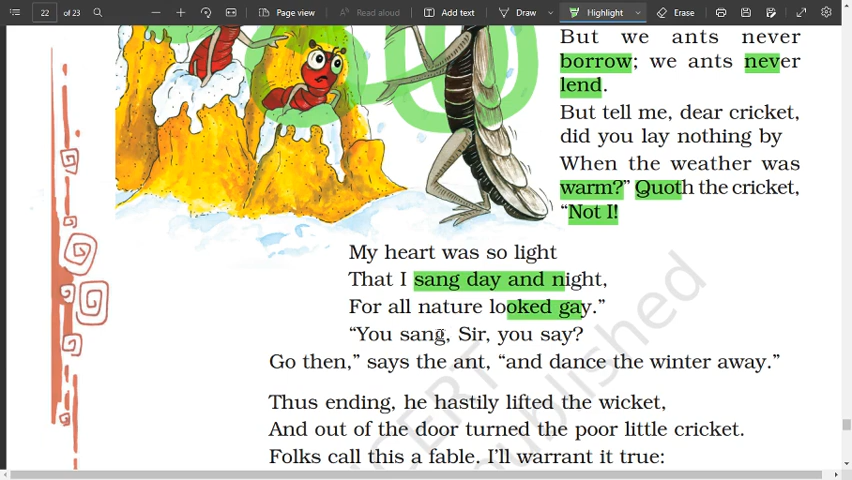 22 of 23
Page view
Read aloud
Add text
Draw
Highlight
Erase
But we ants never
borrow; we ants never
lend.
But tell me, dear cricket,
did you lay nothing by
When the weather was
warm?” Quoth the cricket,
“Not I!
My heart was so light
That I sang day and night,
For all nature looked gay.”
“You sang, Sir, you say?
Go then,” says the ant, “and dance the winter away.”
Thus ending, he hastily lifted the wicket,
And out of the door turned the poor little cricket.
Folks call this a fable. I’ll warrant it true:
NCERT
published